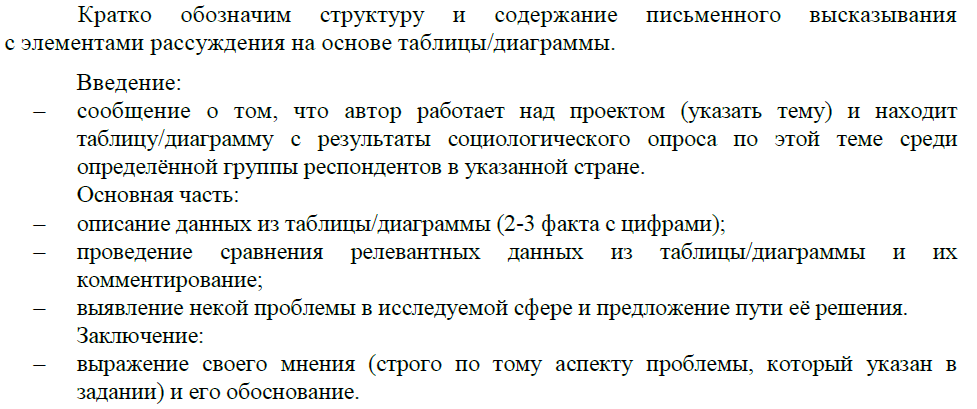 Кратко обозначим структуру и содержание письменного высказывания
с элементами рассуждения на основе таблицы/диаграммы.
Введение:
– сообщение о том, что автор работает над проектом (указать тему) и находит
таблицу/диаграмму с результаты социологического опроса по этой теме среди
определённой группы респондентов в указанной стране.
Основная часть:
– описание данных из таблицы/диаграммы (2-3 факта с цифрами);
– проведение сравнения релевантных данных из таблицы/диаграммы и их
комментирование;
– выявление некой проблемы в исследуемой сфере и предложение пути её решения.
Заключение:
– выражение своего мнения (строго по тому аспекту проблемы, который указан в
задании) и его обоснование.